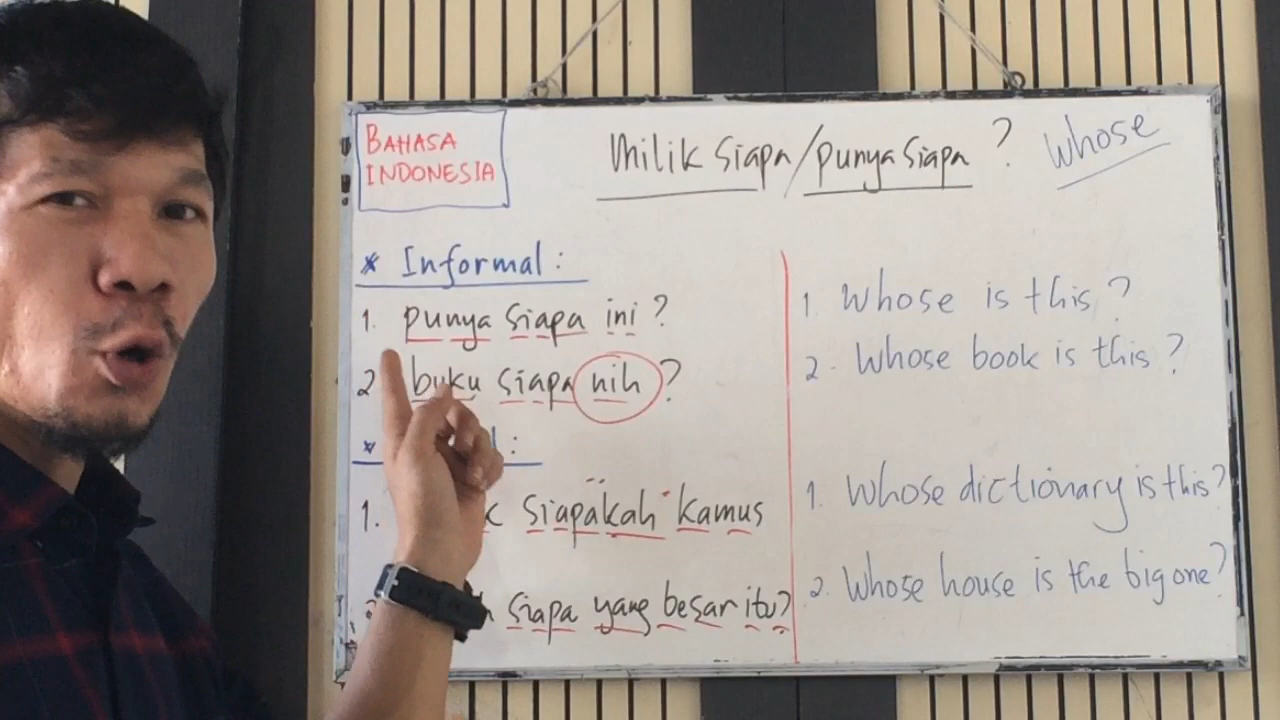 BAHASA
INDONESIA
Milik siapa/punya siapa ? Whose
* Informal :
1. punya siapa ini ?
2 buku siapa nih ?
:
1. siapakah kamus
siapa yang besar itu?
1. Whose is this ?
2. Whose book is this ?
1. Whose dictionary is this?
2. Whose house is the big one?